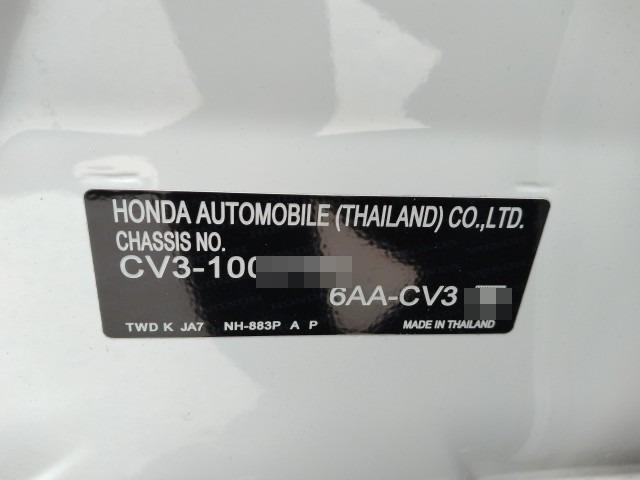 HONDA AUTOMOBILE (THAILAND) CO.,LTD.
CHASSIS NO.
CV3-100
6AA-CV3
TWD K JA7 NH-883P A P MADE IN THAILAND